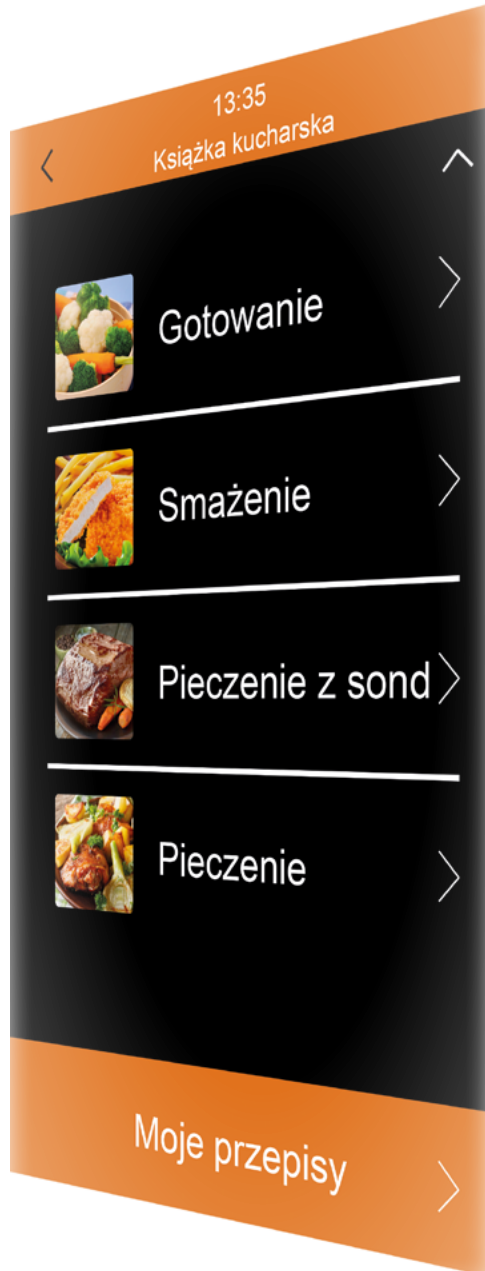 13:35
Książka kucharska
Gotowanie
Smażenie
Pieczenie z sond
Pieczenie
Moje przepisy